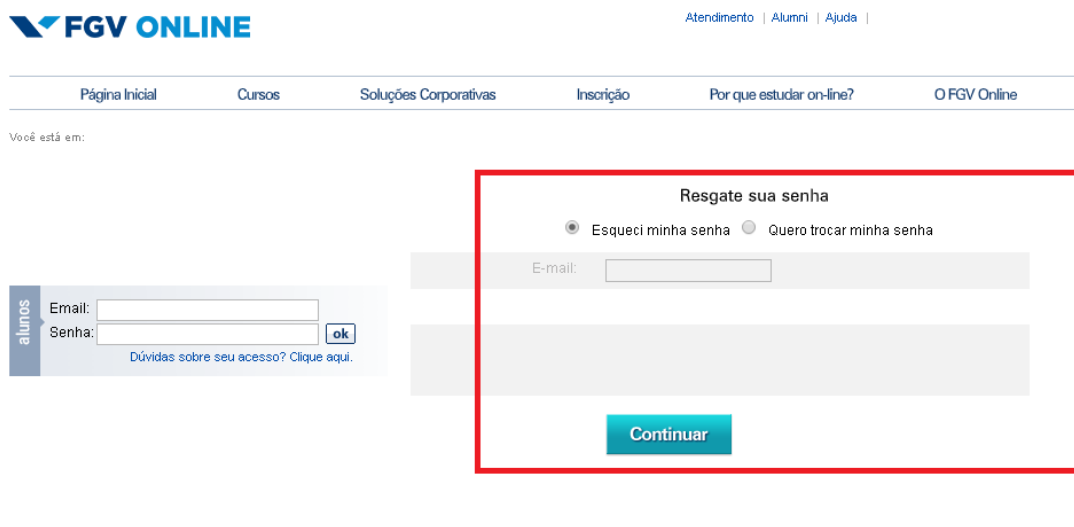 FGV ONLINE
Atendimento | Alumni | Ajuda |
Página Inicial Cursos Soluções Corporativas Inscrição Por que estudar on-line? O FGV Online
Você está em:
Resgate sua senha
Esqueci minha senha Quero trocar minha senha
E-mail:
alunos
Email:
Senha: ok
Dúvidas sobre seu acesso? Clique aqui.
Continuar